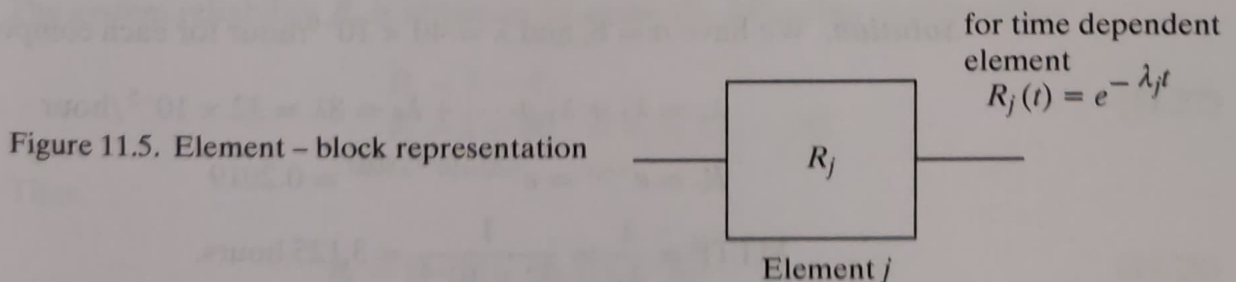 for time dependent
element
R_j (t) = e^{- λ_j t}
Figure 11.5. Element – block representation
R_j
Element j